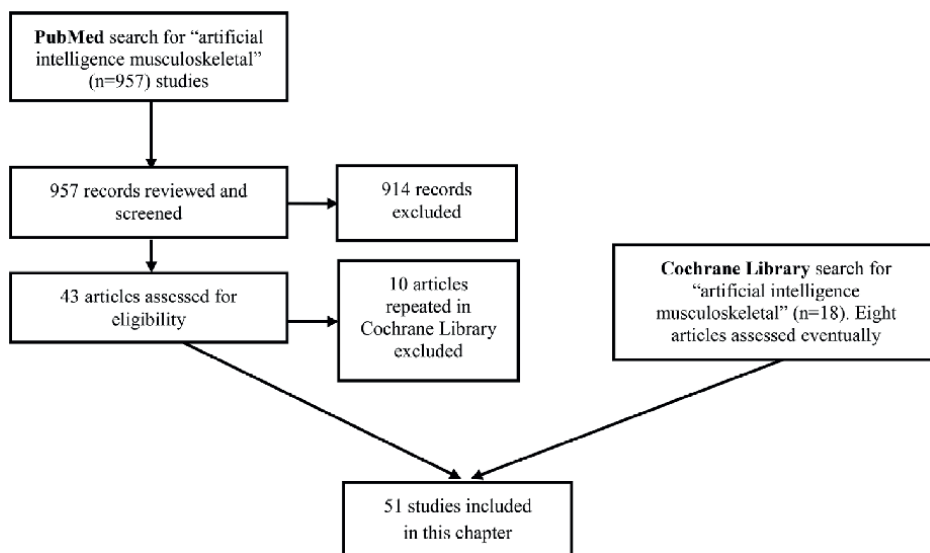 PubMed search for “artificial
intelligence musculoskeletal”
(n=957) studies
957 records reviewed and
screened
914 records
excluded
43 articles assessed for
eligibility
10 articles
repeated in
Cochrane Library
excluded
Cochrane Library search for
“artificial intelligence
musculoskeletal” (n=18). Eight
articles assessed eventually
51 studies included
in this chapter